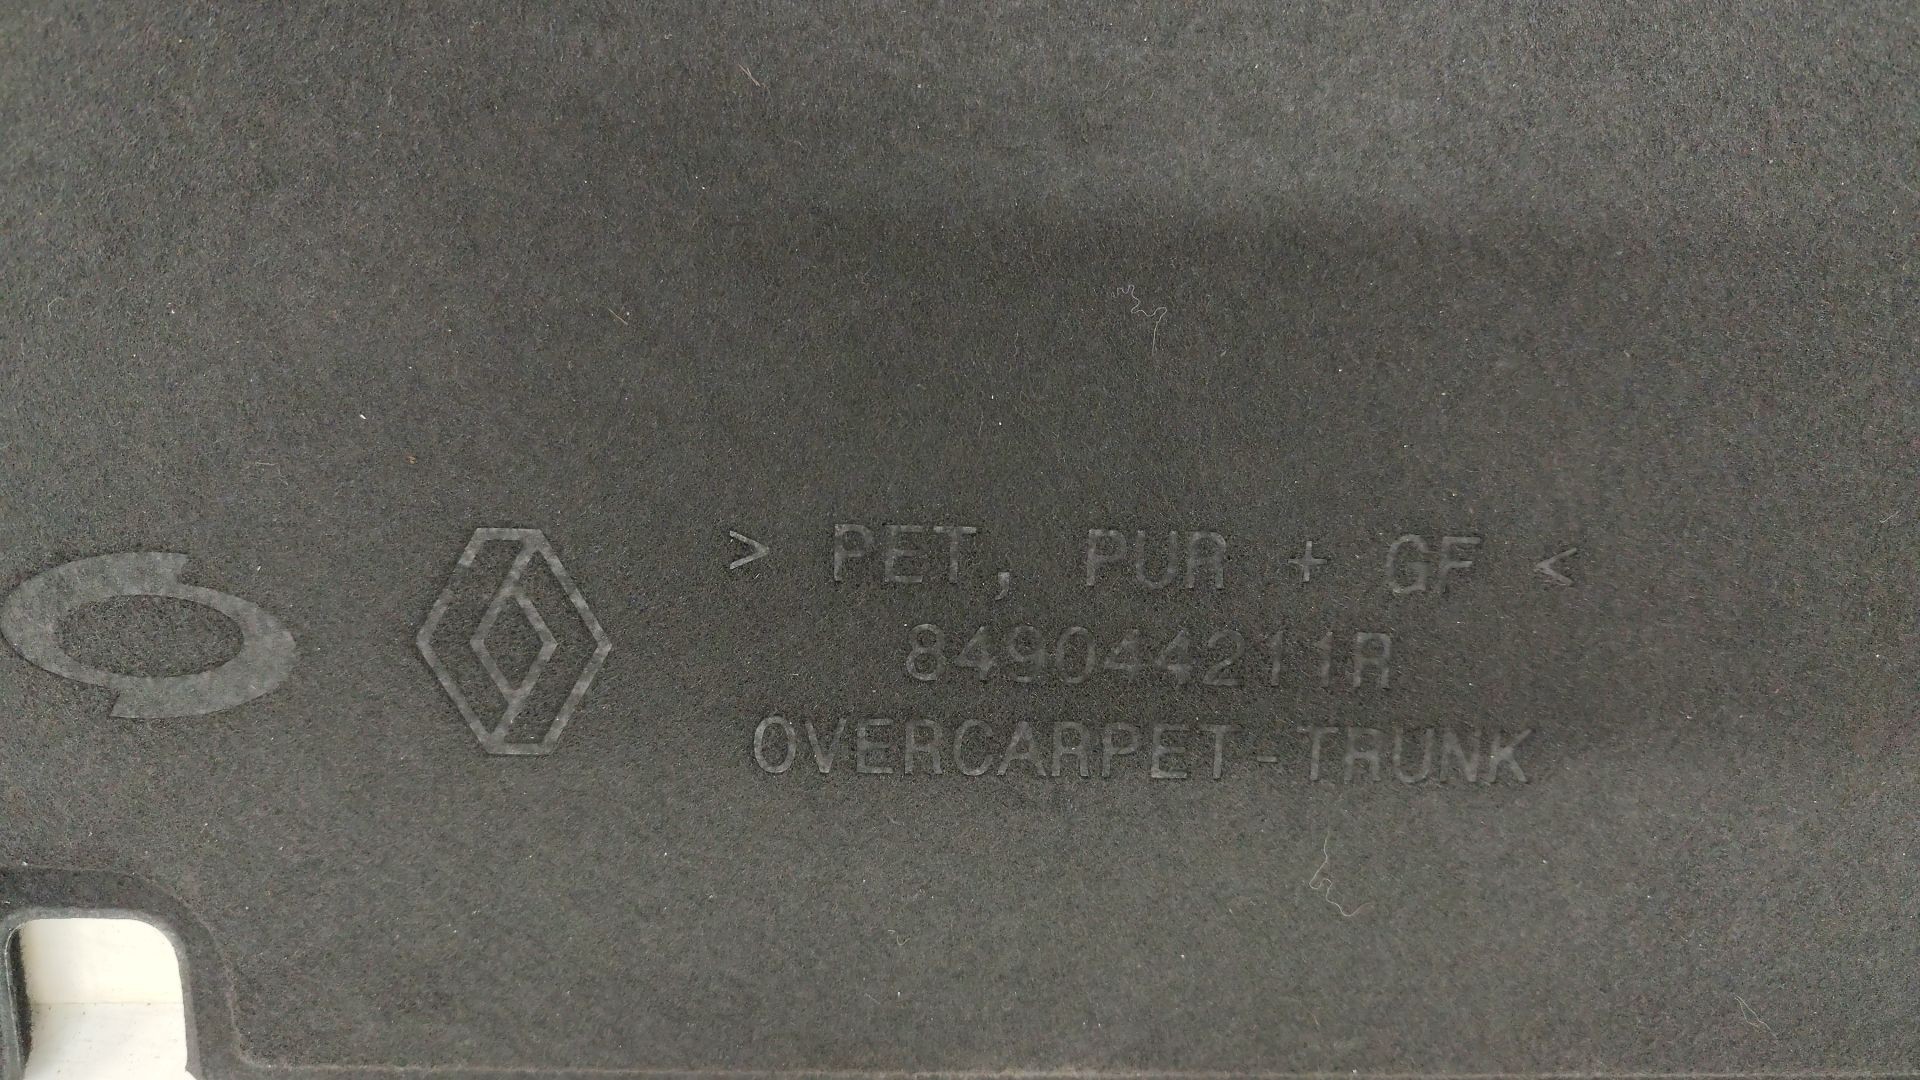 > PET, PUR + GF <
849044211R
OVERCARPET-TRUNK